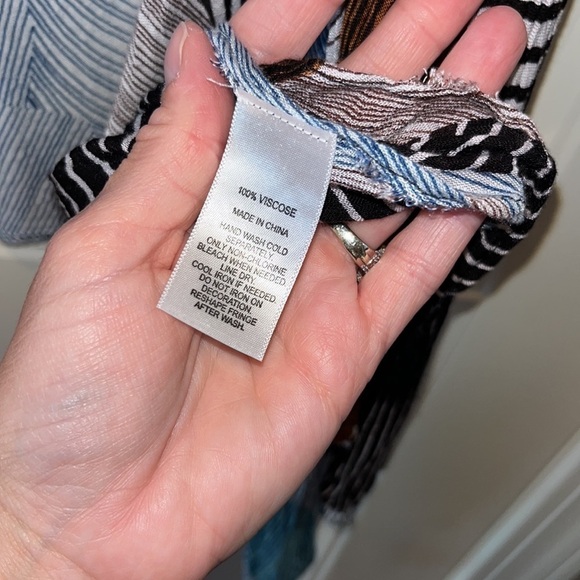 100% VISCOSE
MADE IN CHINA
HAND WASH COLD
SEPARATELY.
ONLY NON-CHLORINE
BLEACH WHEN NEEDED.
LINE DRY.
COOL IRON IF NEEDED.
DO NOT IRON ON
DECORATION.
RESHAPE FRINGE
AFTER WASH.